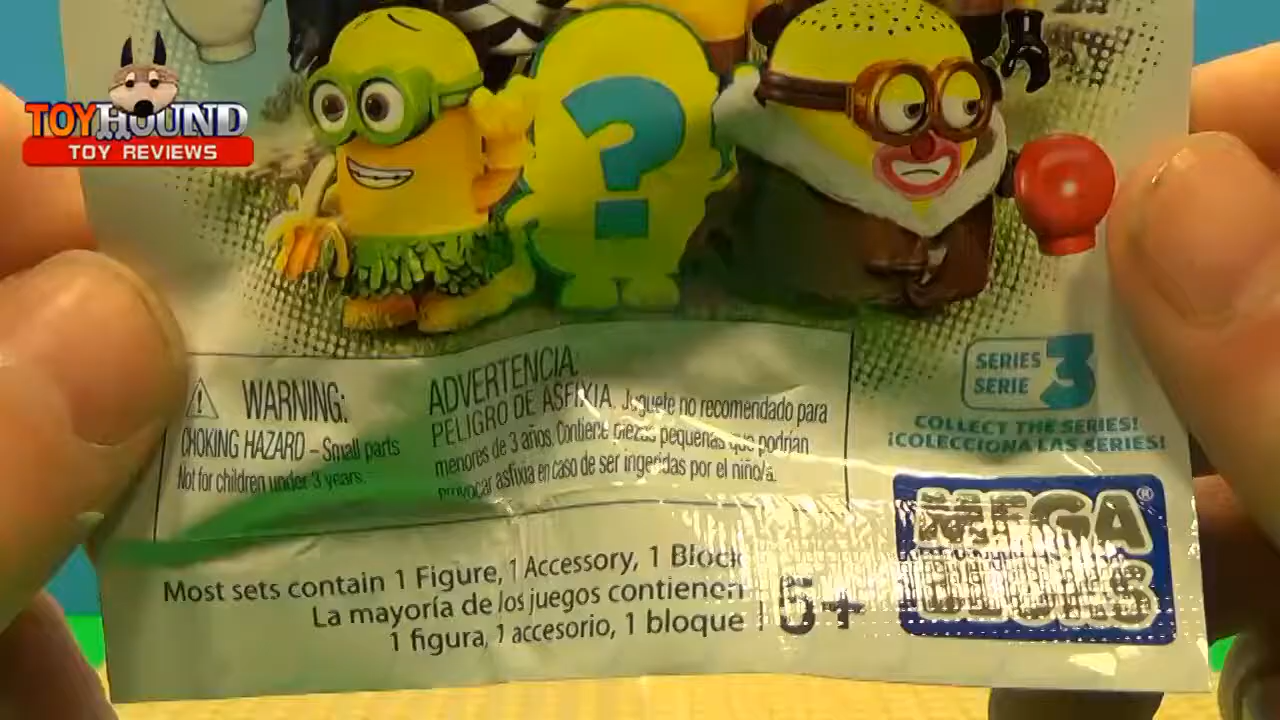 TOYHOUND
TOY REVIEWS
?
WARNING:
CHOKING HAZARD – Small parts
Not for children under 3 years.
ADVERTENCIA:
PELIGRO DE ASFIXIA. Juguete no recomendado para
menores de 3 años. Contiene piezas pequeñas que podrían
provocar asfixia en caso de ser ingeridas por el niño/a.
SERIES
SERIE 3
COLLECT THE SERIES!
¡COLECCIONA LAS SERIES!
Most sets contain 1 Figure, 1 Accessory, 1 Block
La mayoría de los juegos contienen
1 figura, 1 accesorio, 1 bloque
5+
MEGA®
BLOKS